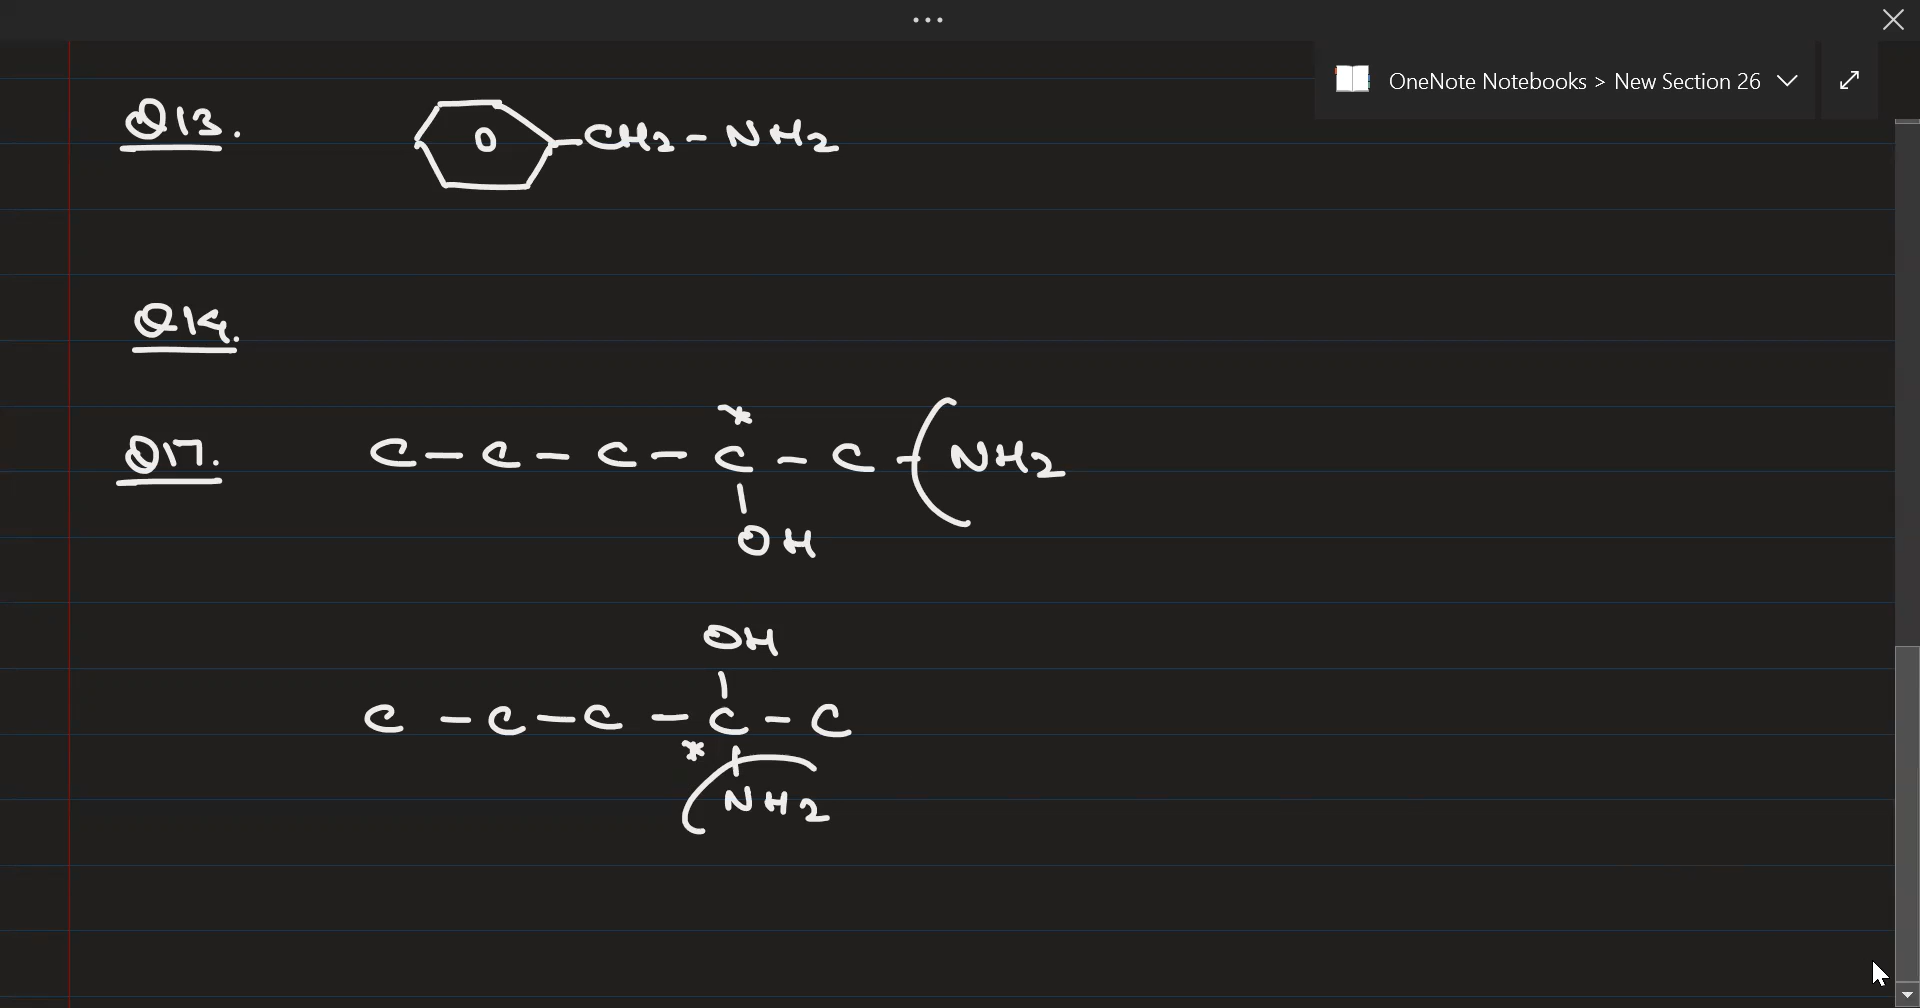 OneNote Notebooks > New Section 26
Q13. O -CH2-NH2
Q14.
*
Q17. C-C-C-C-C-(NH2
|
OH
OH
|
C-C-C-C-C
*
(NH2